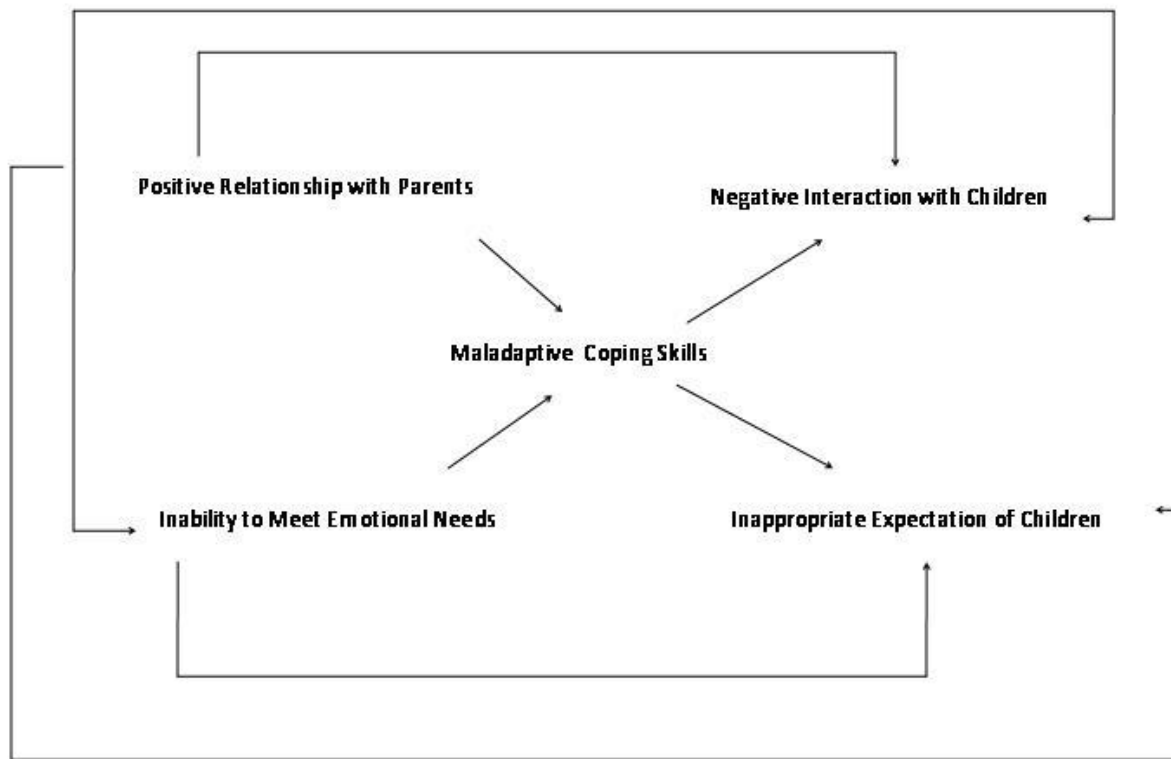 Positive Relationship with Parents
Negative Interaction with Children
Maladaptive Coping Skills
Inability to Meet Emotional Needs
Inappropriate Expectation of Children